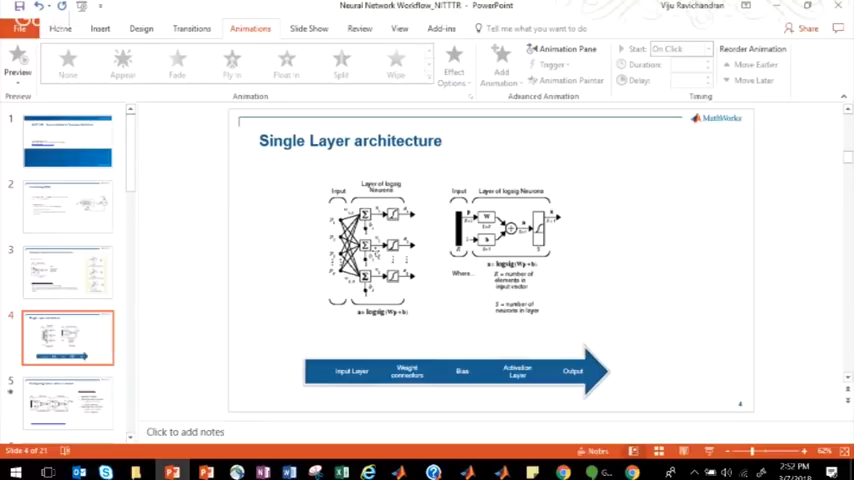 Neural Network Workflow_NITTTR - PowerPoint
Viju Ravichandran
File
Home
Insert
Design
Transitions
Animations
Slide Show
Review
View
Help
Tell me what you want to do
Share
Preview
None
Appear
Fade
Fly In
Float In
Split
Wipe
Effect
Options
Add
Animation
Animation Pane
Trigger
Animation Painter
Start: On Click
Duration:
Delay:
Reorder Animation
Move Earlier
Move Later
Preview
Animation
Advanced Animation
Timing
1
2
3
4
5
MathWorks
Single Layer architecture
Input
Layer of logsig
Neurons
a= logsig(Wp+b)
Input
Layer of logsig Neurons
p
W
b
n
a
R
S
a= logsig(Wp+b)
Where...
R = number of
elements in
input vector
S = number of
neurons in layer
Input Layer
Weight
connectors
Bias
Activation
Layer
Output
4
Click to add notes
Slide 4 of 21
Notes
62%
2:52 PM
3/7/2018